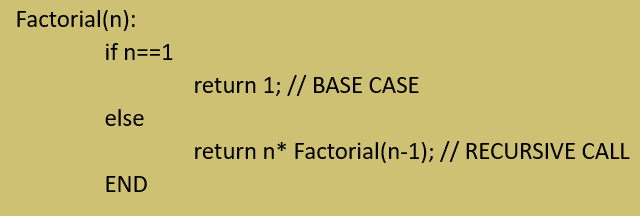 Factorial(n):
if n==1
return 1; // BASE CASE
else
return n* Factorial(n-1); // RECURSIVE CALL
END